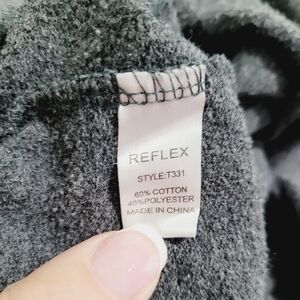 REFLEX
STYLE:T331
60% COTTON
40%POLYESTER
MADE IN CHINA